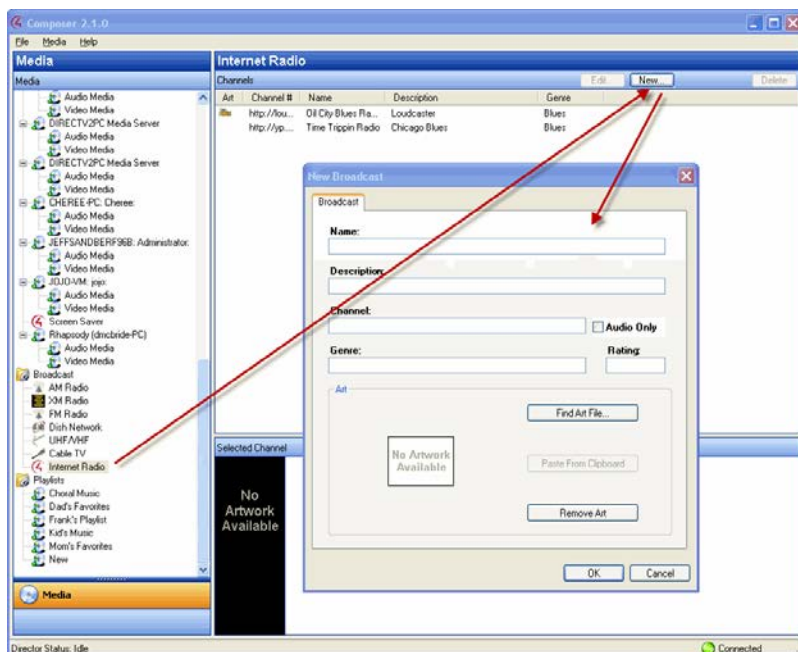 Composer 2.1.0
File Media Help
Media
Internet Radio
Media
Channels
Edit
New...
Delete
Art Channel # Name Description Genre
http://lou... Oil City Blues Ra... Loudcaster Blues
http://yp.... Time Trippin Radio Chicago Blues Blues
Audio Media
Video Media
DIRECTV2PC Media Server
Audio Media
Video Media
DIRECTV2PC Media Server
Audio Media
Video Media
CHEREE-PC: Cheree:
Audio Media
Video Media
JEFFSANDBERF96B: Administrator:
Audio Media
Video Media
JOJO-VM: jojo:
Audio Media
Video Media
Screen Saver
Rhapsody (dmcbride-PC)
Audio Media
Video Media
Broadcast
AM Radio
XM Radio
FM Radio
Dish Network
UHF/VHF
Cable TV
Internet Radio
Playlists
Choral Music
Dad's Favorites
Frank's Playlist
Kid's Music
Mom's Favorites
New
Media
New Broadcast
Broadcast
Name:
Description:
Channel:
Audio Only
Genre:
Rating:
Art
No Artwork
Available
Find Art File...
Paste From Clipboard
Remove Art
OK
Cancel
Selected Channel
No
Artwork
Available
Director Status: Idle
Connected